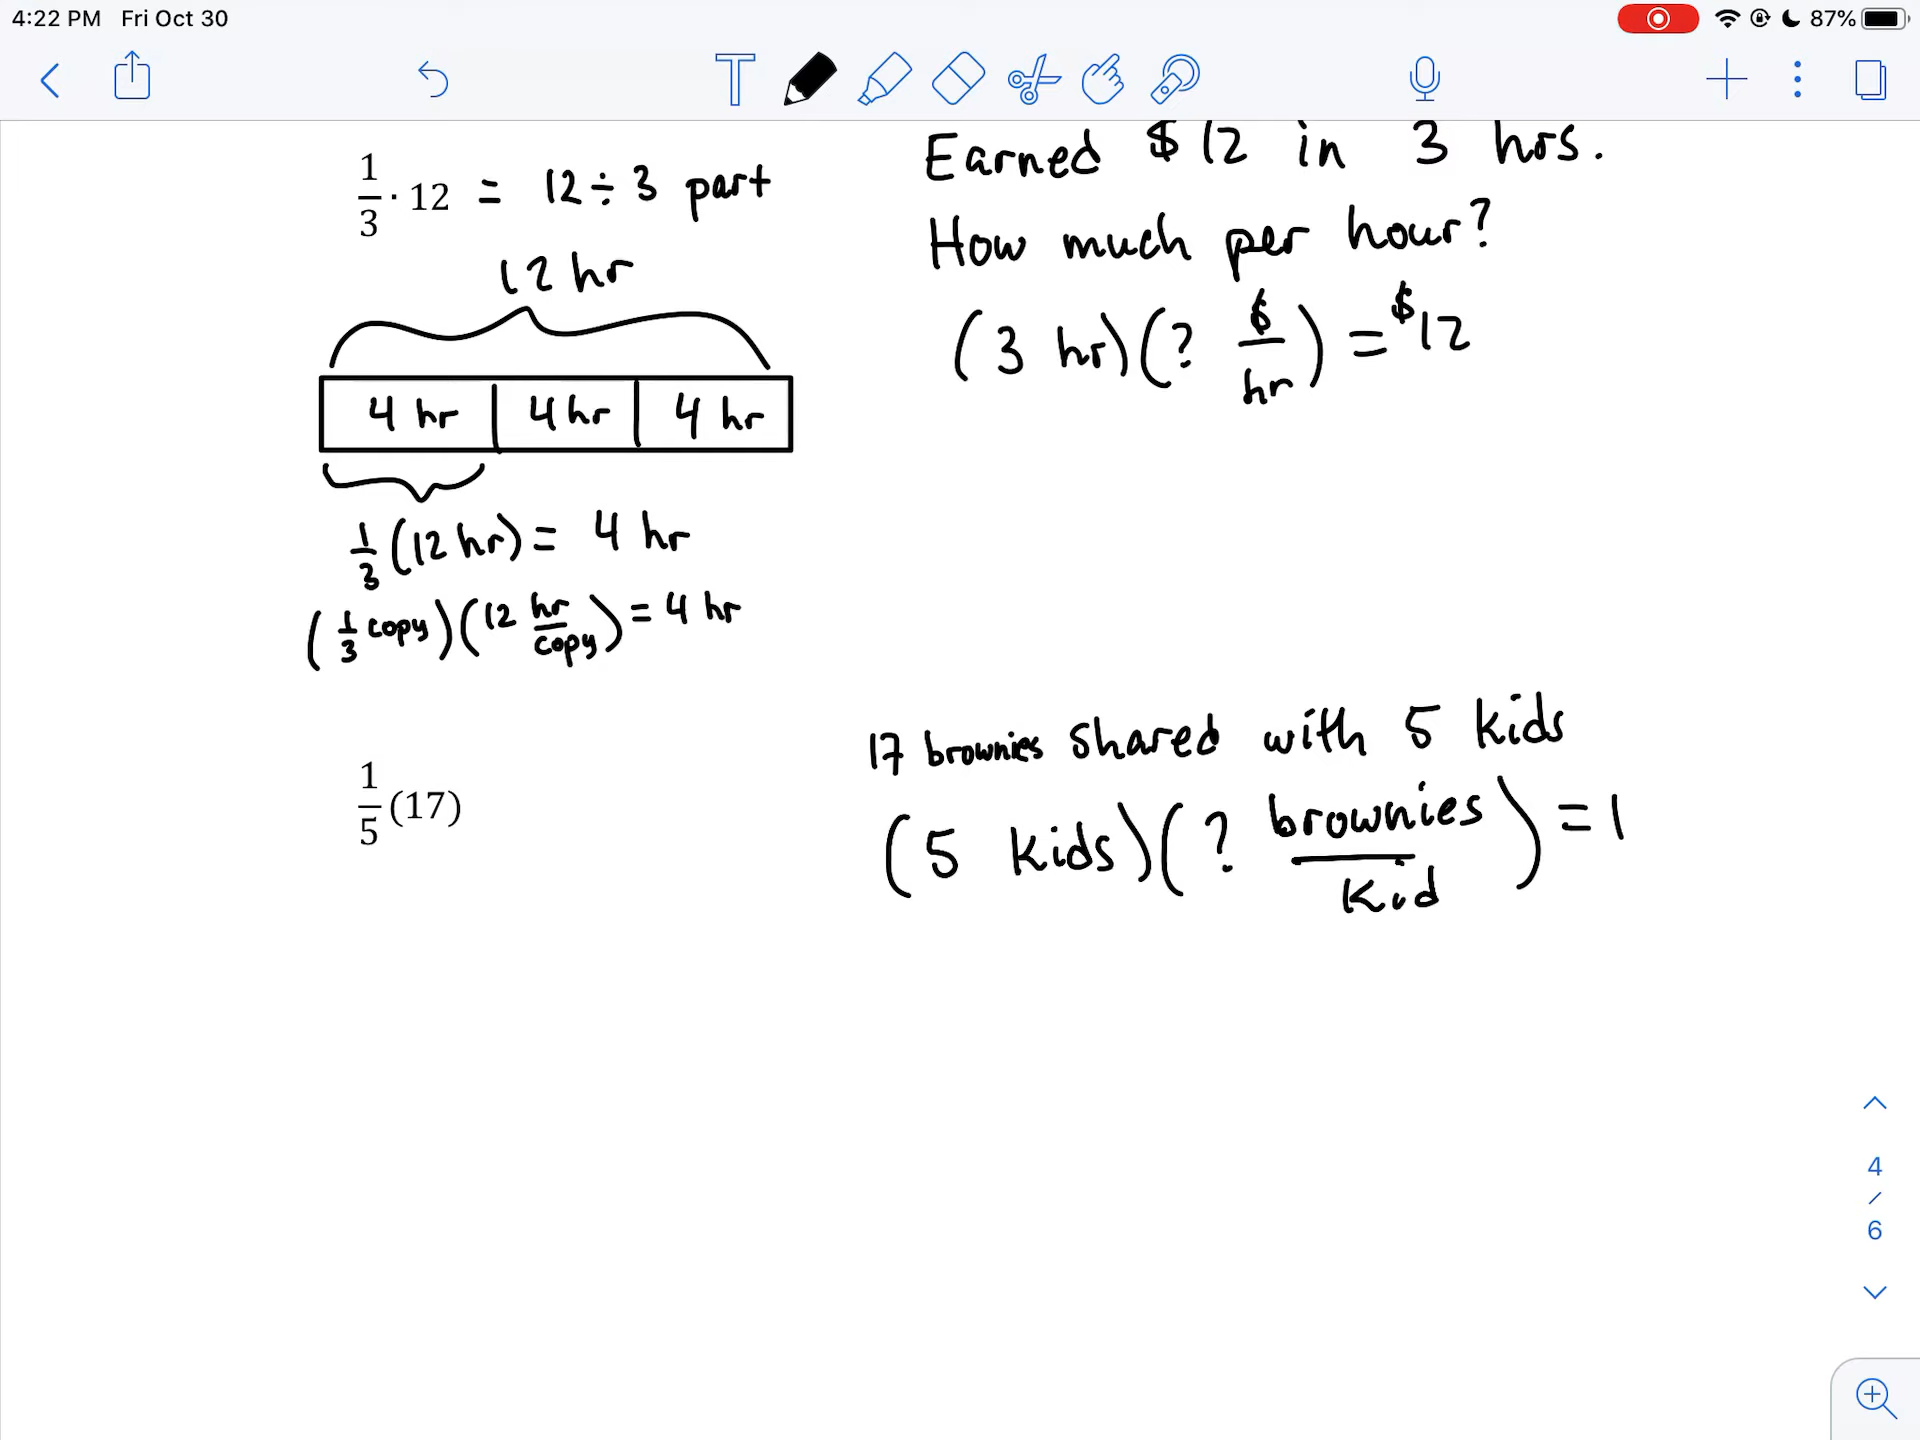 4:22 PM Fri Oct 30
87%
1/3 · 12 = 12 ÷ 3 part
12 hr
4 hr 4 hr 4 hr
1/3 (12 hr) = 4 hr
(1/3 copy)(12 hr/copy) = 4 hr
Earned $12 in 3 hrs.
How much per hour?
(3 hr)(? $/hr) = $12
1/5 (17)
17 brownies shared with 5 kids
(5 kids)(? brownies/kid) = 1
4
/
6